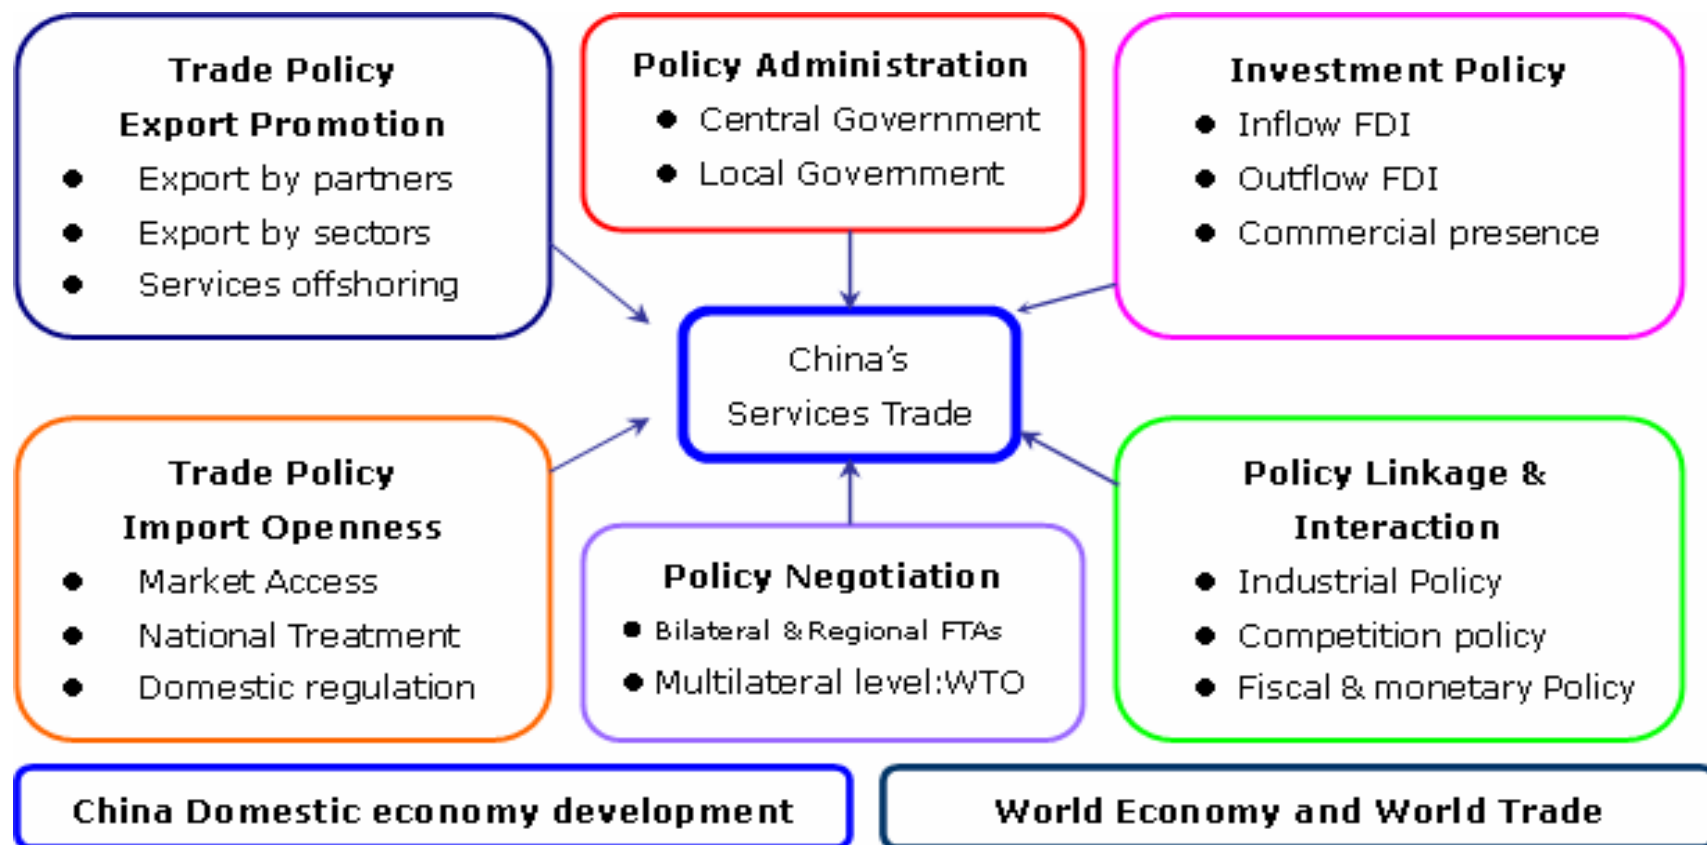 Trade Policy
Export Promotion
● Export by partners
● Export by sectors
● Services offshoring
Policy Administration
● Central Government
● Local Government
Investment Policy
● Inflow FDI
● Outflow FDI
● Commercial presence
China’s
Services Trade
Trade Policy
Import Openness
● Market Access
● National Treatment
● Domestic regulation
Policy Negotiation
● Bilateral & Regional FTAs
● Multilateral level:WTO
Policy Linkage &
Interaction
● Industrial Policy
● Competition policy
● Fiscal & monetary Policy
China Domestic economy development
World Economy and World Trade